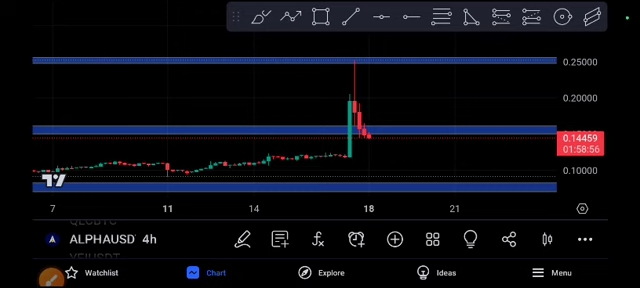 0.25000
0.20000
0.14459
01:58:56
0.10000
7 11 14 18 21
ALPHAUSDT 4h
Watchlist Chart Explore Ideas Menu